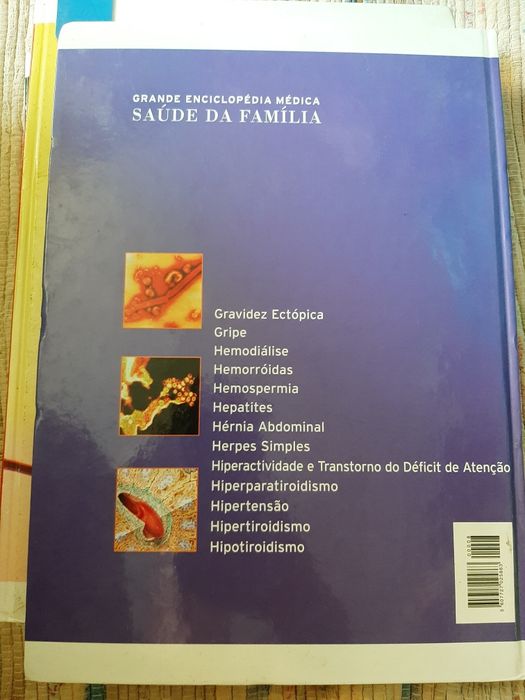 GRANDE ENCICLOPÉDIA MÉDICA
SAÚDE DA FAMÍLIA
Gravidez Ectópica
Gripe
Hemodiálise
Hemorróidas
Hemospermia
Hepatites
Hérnia Abdominal
Herpes Simples
Hiperactividade e Transtorno do Déficit de Atenção
Hiperparatiroidismo
Hipertensão
Hipertiroidismo
Hipotiroidismo